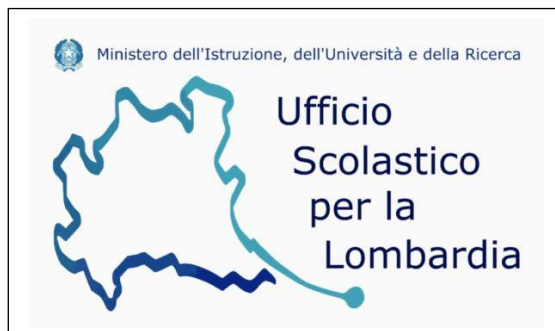 Ministero dell'Istruzione, dell'Università e della Ricerca
Ufficio
Scolastico
per la
Lombardia